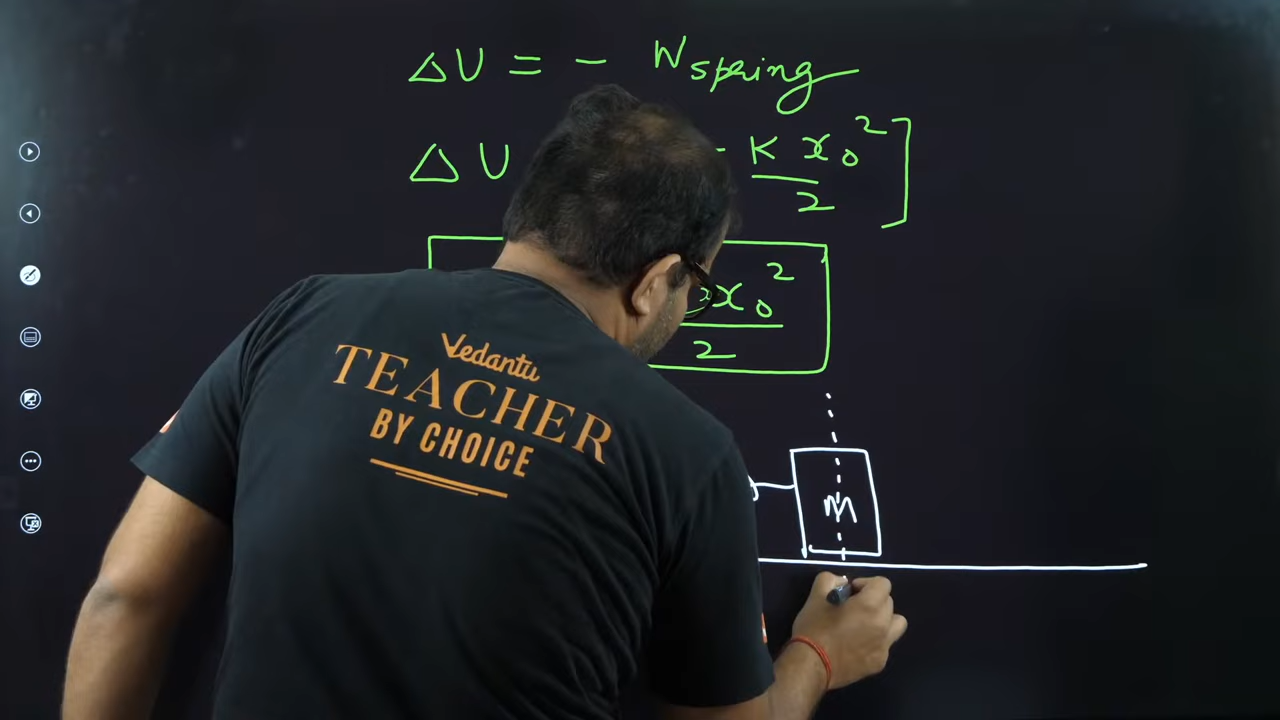 ΔU = - Wspring
ΔU - K x₀²]
2
x₀²
2
Vedantu
TEACHER
BY CHOICE
M